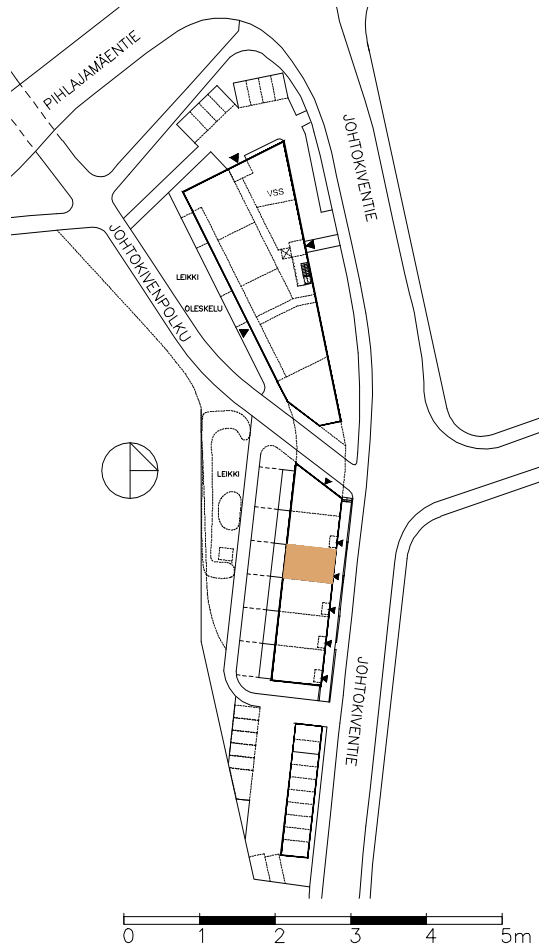 PIHLAJAMÄENTIE
JOHTOKIVENTIE
VSS
JOHTOKIVENPOLKU
LEIKKI
OLESKELU
LEIKKI
JOHTOKIVENTIE
0 1 2 3 4 5m